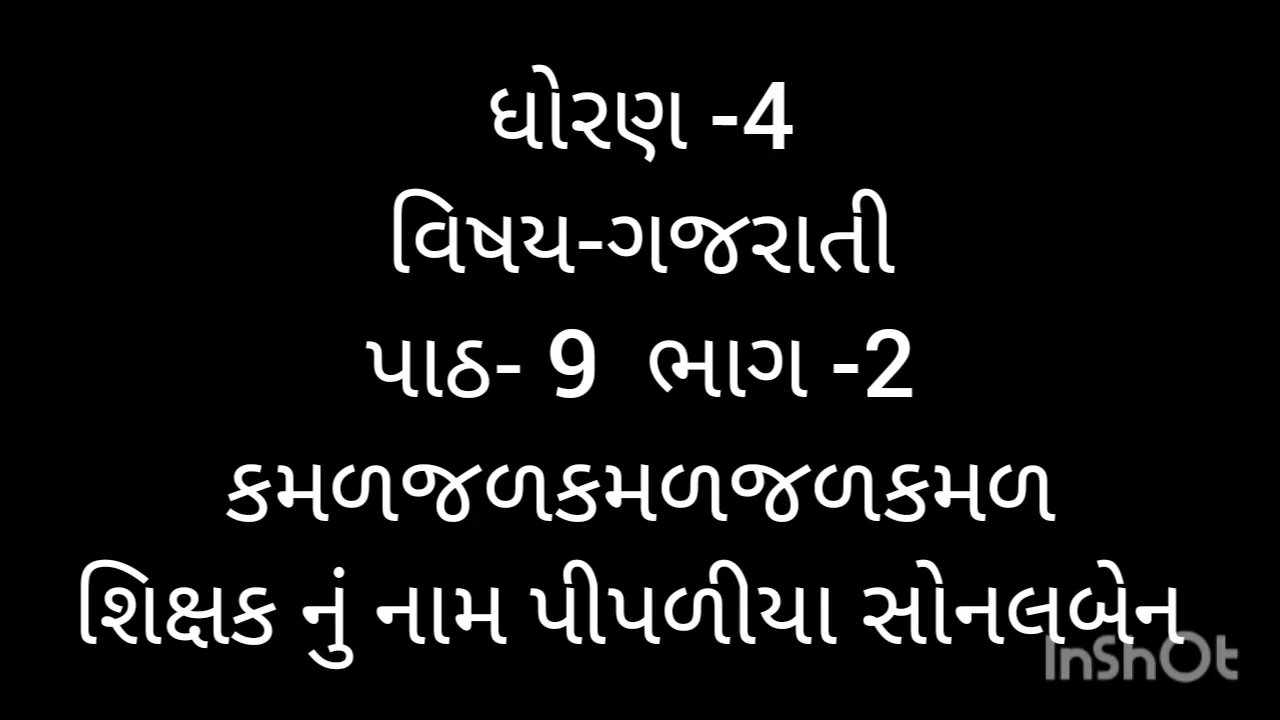 ધોરણ -4
વિષય-ગજરાતી
પાઠ- 9 ભાગ -2
કમળજળકમળજળકમળ
શિક્ષક નું નામ પીપળીયા સોનલબેન
InShOt